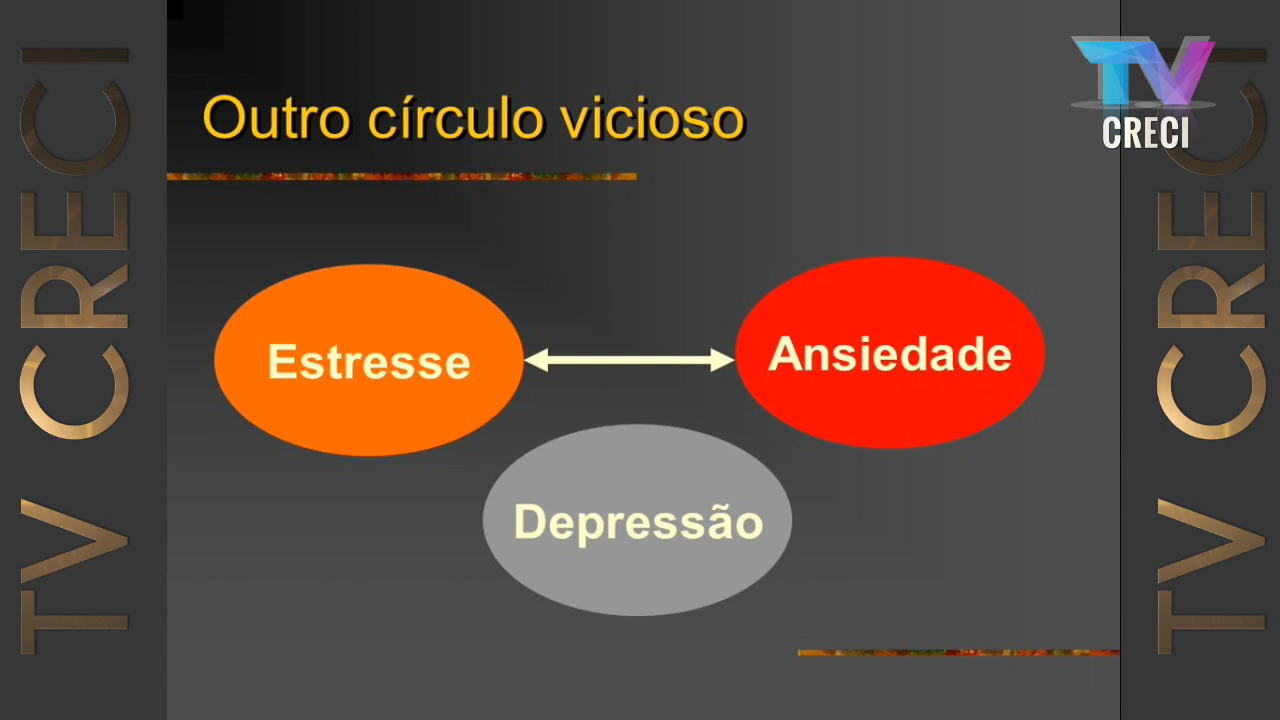 TV CRECI
Outro círculo vicioso
TV
CRECI
Estresse
Ansiedade
Depressão
TV CRECI